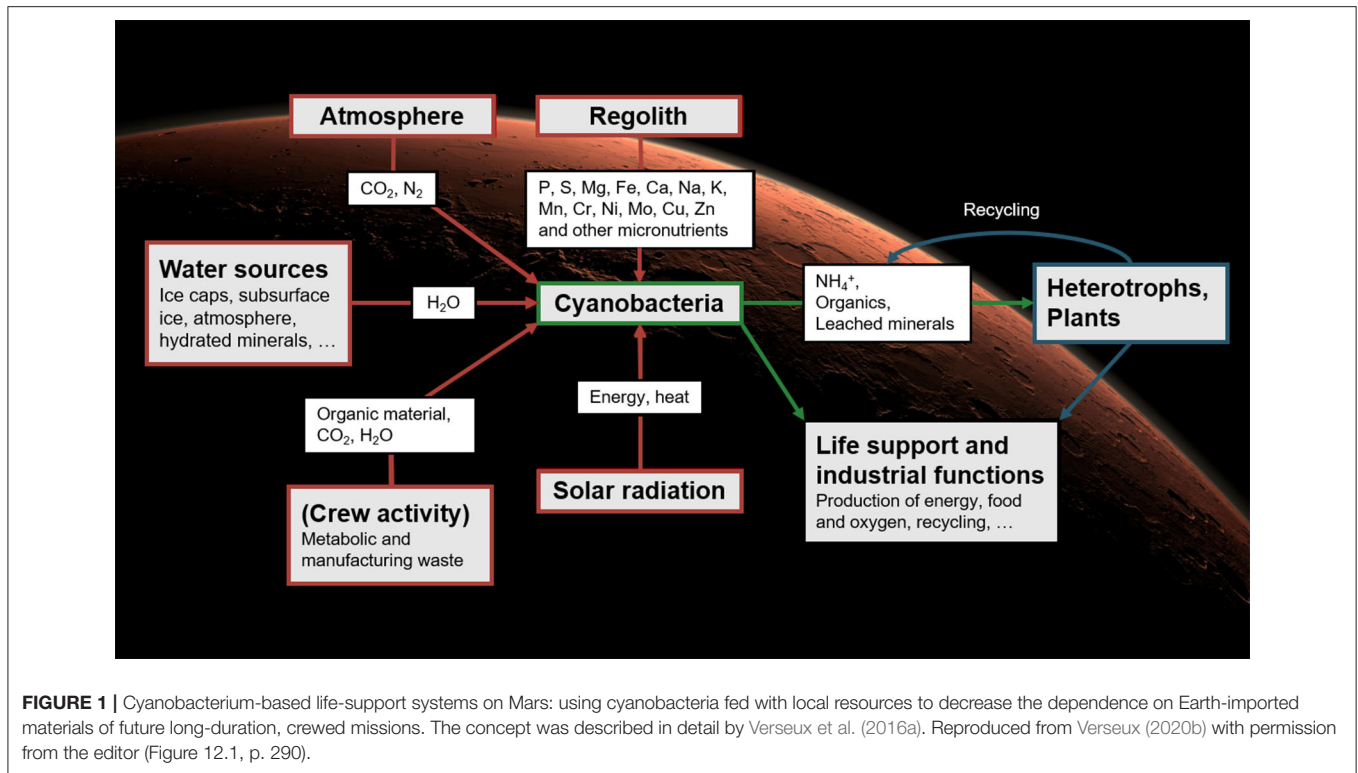 Atmosphere
Regolith
CO₂, N₂
P, S, Mg, Fe, Ca, Na, K,
Mn, Cr, Ni, Mo, Cu, Zn
and other micronutrients
Recycling
Water sources
Ice caps, subsurface
ice, atmosphere,
hydrated minerals, …
H₂O
Cyanobacteria
NH₄⁺,
Organics,
Leached minerals
Heterotrophs,
Plants
Organic material,
CO₂, H₂O
Energy, heat
(Crew activity)
Metabolic and
manufacturing waste
Solar radiation
Life support and
industrial functions
Production of energy, food
and oxygen, recycling, …
FIGURE 1 | Cyanobacterium-based life-support systems on Mars: using cyanobacteria fed with local resources to decrease the dependence on Earth-imported
materials of future long-duration, crewed missions. The concept was described in detail by Verseux et al. (2016a). Reproduced from Verseux (2020b) with permission
from the editor (Figure 12.1, p. 290).